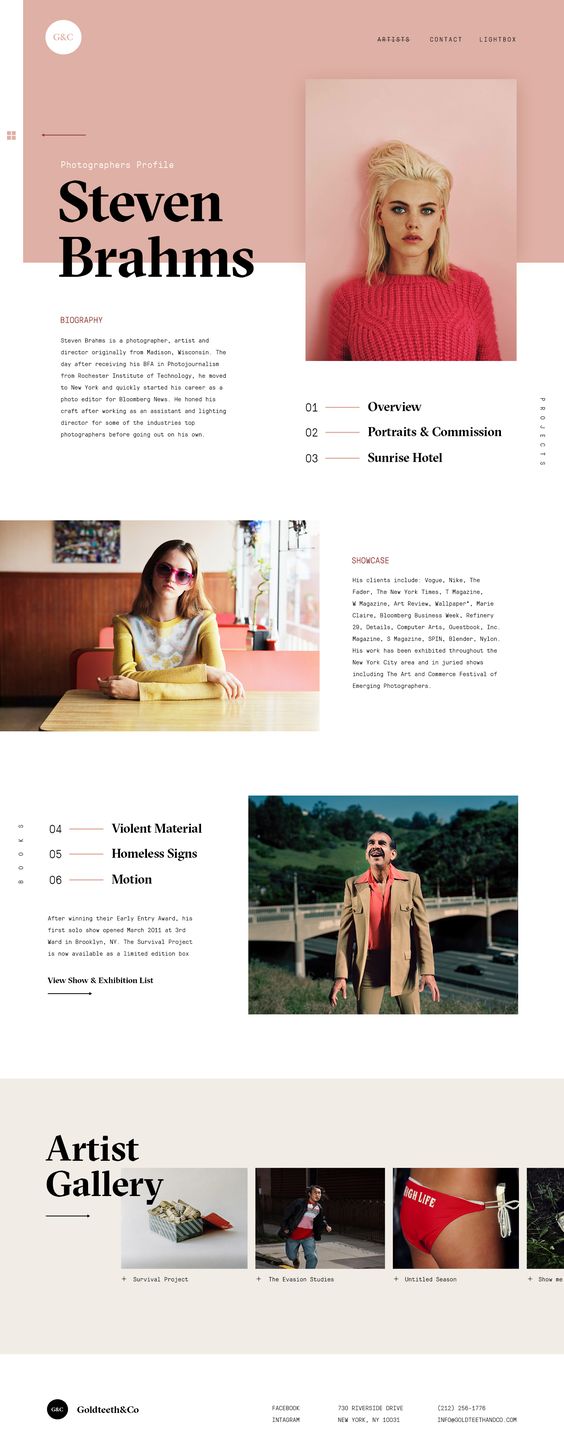 G&C
ARTISTS CONTACT LIGHTBOX
Photographers Profile
Steven
Brahms
BIOGRAPHY
Steven Brahms is a photographer, artist and
director originally from Madison, Wisconsin. The
day after receiving his BFA in Photojournalism
from Rochester Institute of Technology, he moved
to New York and quickly started his career as a
photo editor for Bloomberg News. He honed his
craft after working as an assistant and lighting
director for some of the industries top
photographers before going out on his own.
01 Overview
02 Portraits & Commission
03 Sunrise Hotel
PROJECTS
SHOWCASE
His clients include: Vogue, Nike, The
Fader, The New York Times, T Magazine,
W Magazine, Art Review, Wallpaper*, Marie
Claire, Bloomberg Business Week, Refinery
29, Details, Computer Arts, Guestbook, Inc.
Magazine, S Magazine, SPIN, Blender, Nylon.
His work has been exhibited throughout the
New York City area and in juried shows
including The Art and Commerce Festival of
Emerging Photographers.
BOOKS
04 Violent Material
05 Homeless Signs
06 Motion
After winning their Early Entry Award, his
first solo show opened March 2011 at 3rd
Ward in Brooklyn, NY. The Survival Project
is now available as a limited edition box
View Show & Exhibition List
Artist
Gallery
HIGH LIFE
+ Survival Project
+ The Evasion Studies
+ Untitled Season
+ Show me
G&C Goldteeth&Co
FACEBOOK
INTAGRAM
730 RIVERSIDE DRIVE
NEW YORK, NY 10031
(212) 256-1776
INFO@GOLDTEETHANDCO.COM